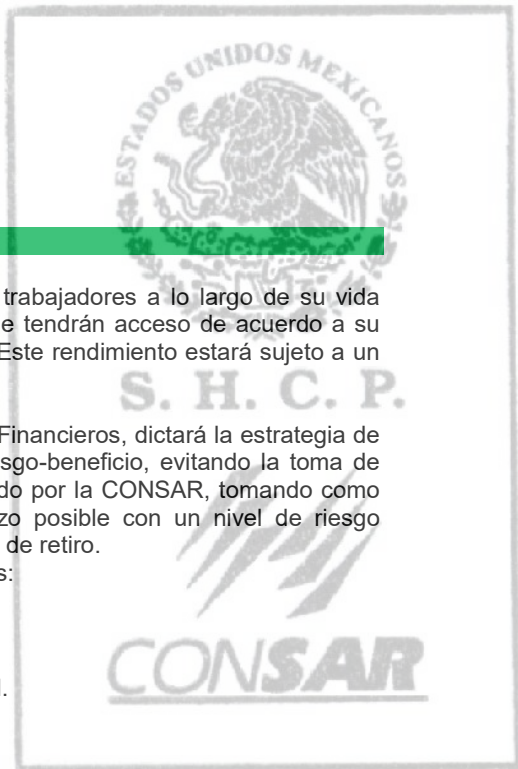 ESTADOS UNIDOS MEXICANOS
trabajadores a lo largo de su vida
e tendrán acceso de acuerdo a su
Este rendimiento estará sujeto a un
S. H. C. P.
Financieros, dictará la estrategia de
sgo-beneficio, evitando la toma de
do por la CONSAR, tomando como
zo posible con un nivel de riesgo
de retiro.
s:
CONSAR
.